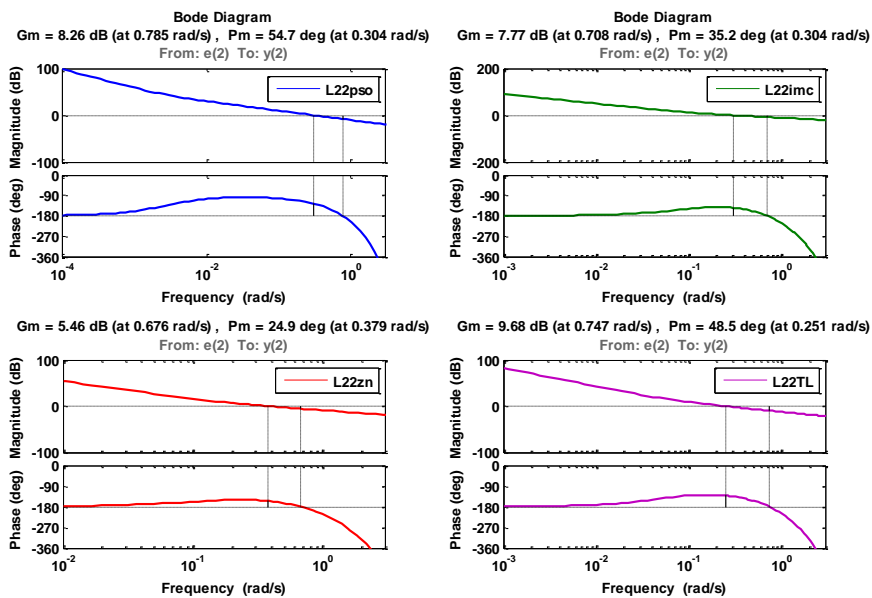 Bode Diagram
Gm = 8.26 dB (at 0.785 rad/s) , Pm = 54.7 deg (at 0.304 rad/s)
From: e(2) To: y(2)
Magnitude (dB)
100
0
-100
L22pso
Phase (deg)
0
-90
-180
-270
-360
10^-4
10^-2
10^0
Frequency (rad/s)
Bode Diagram
Gm = 7.77 dB (at 0.708 rad/s) , Pm = 35.2 deg (at 0.304 rad/s)
From: e(2) To: y(2)
Magnitude (dB)
200
0
-200
L22imc
Phase (deg)
0
-90
-180
-270
-360
10^-3
10^-2
10^-1
10^0
Frequency (rad/s)
Gm = 5.46 dB (at 0.676 rad/s) , Pm = 24.9 deg (at 0.379 rad/s)
From: e(2) To: y(2)
Magnitude (dB)
100
0
-100
L22zn
Phase (deg)
0
-90
-180
-270
-360
10^-2
10^-1
10^0
Frequency (rad/s)
Gm = 9.68 dB (at 0.747 rad/s) , Pm = 48.5 deg (at 0.251 rad/s)
From: e(2) To: y(2)
Magnitude (dB)
100
0
-100
L22TL
Phase (deg)
0
-90
-180
-270
-360
10^-3
10^-2
10^-1
10^0
Frequency (rad/s)